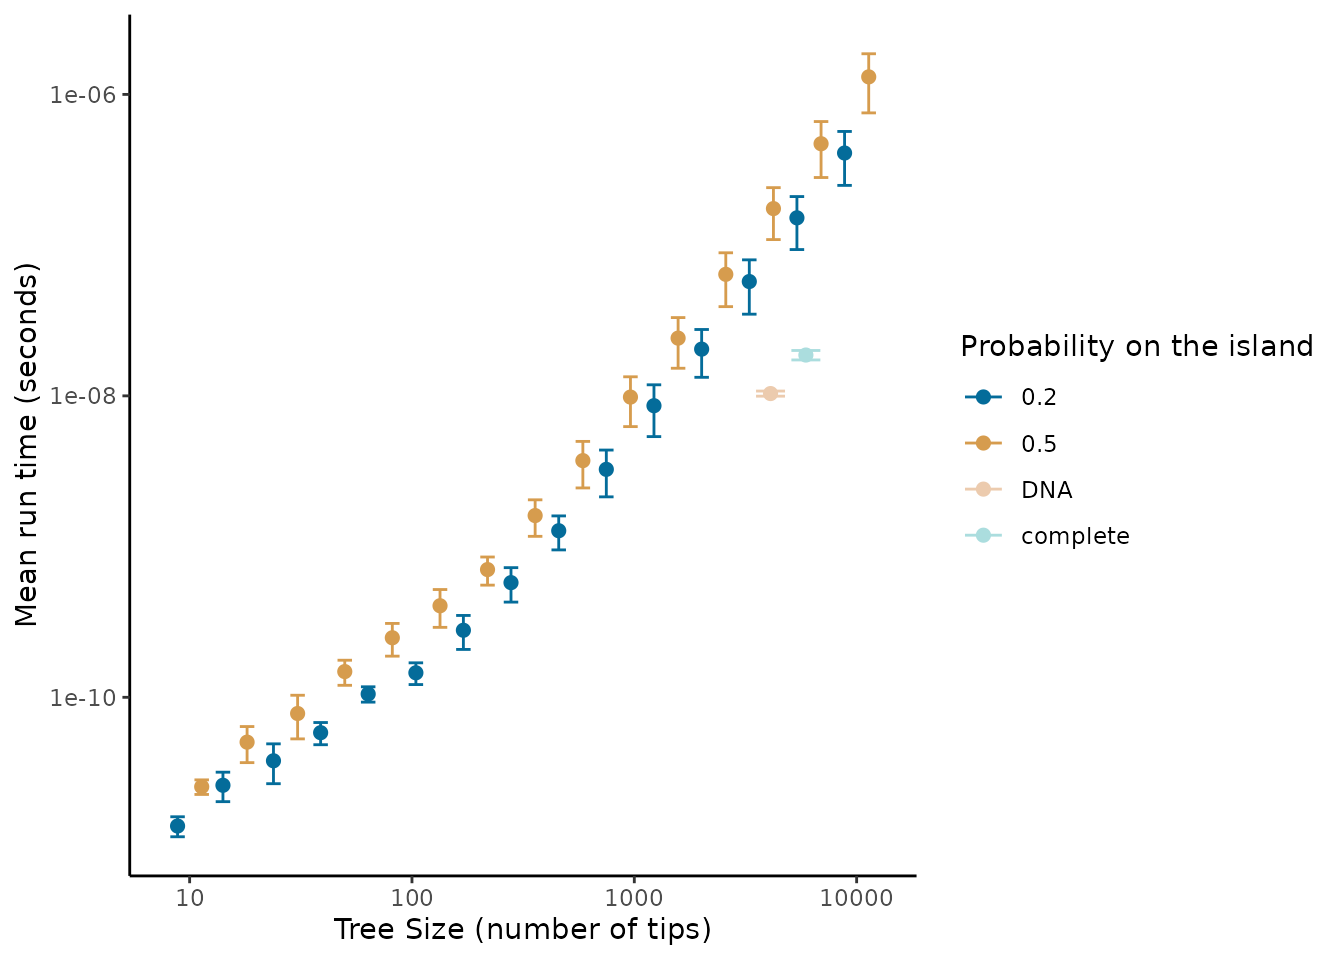 Mean run time (seconds)
1e-06
1e-08
1e-10
10
100
1000
10000
Tree Size (number of tips)
Probability on the island
0.2
0.5
DNA
complete